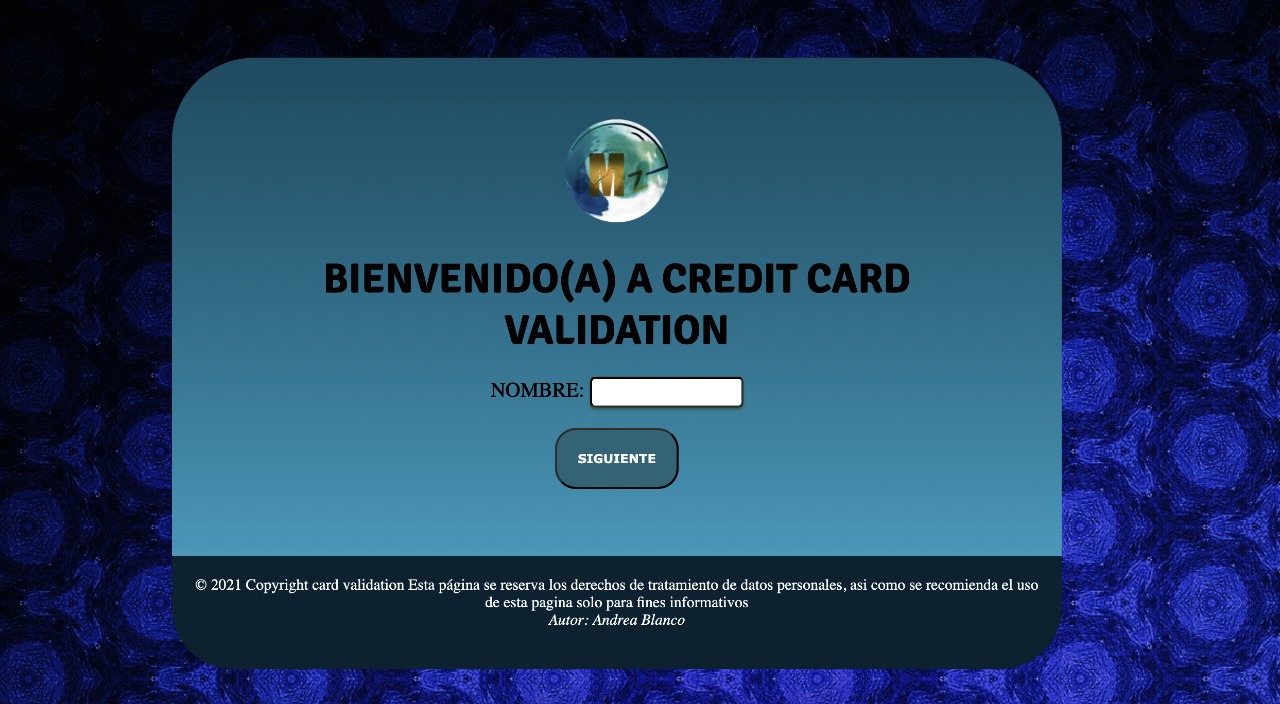 MZ
BIENVENIDO(A) A CREDIT CARD
VALIDATION
NOMBRE:
SIGUIENTE
© 2021 Copyright card validation Esta página se reserva los derechos de tratamiento de datos personales, asi como se recomienda el uso
de esta pagina solo para fines informativos
Autor: Andrea Blanco